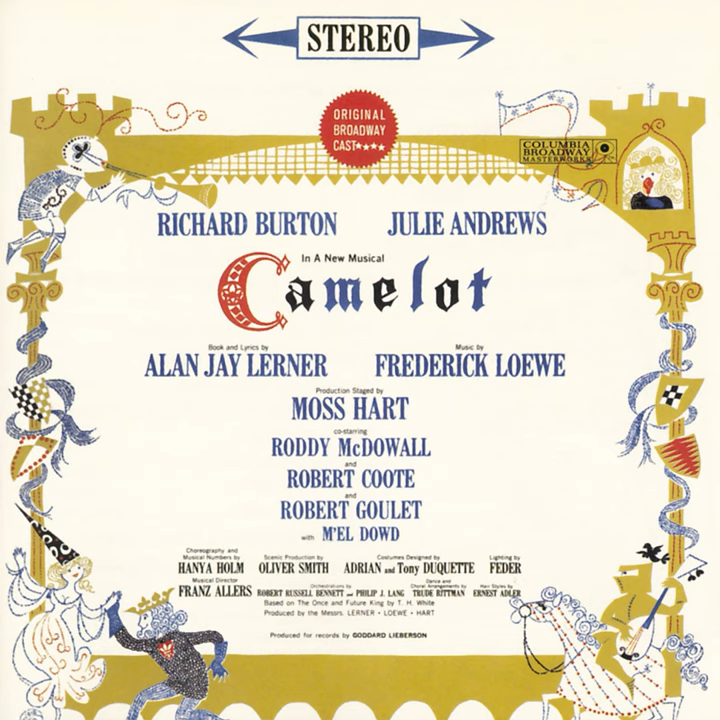 STEREO
ORIGINAL
BROADWAY
CAST★★★★
COLUMBIA
BROADWAY
MASTERWORKS
RICHARD BURTON JULIE ANDREWS
In A New Musical
Camelot
Book and Lyrics by Music by
ALAN JAY LERNER FREDERICK LOEWE
Production Staged by
MOSS HART
co-starring
RODDY McDOWALL
and
ROBERT COOTE
and
ROBERT GOULET
with M'EL DOWD
Choreography and
Musical Numbers by Scenic Production by Costumes Designed by Lighting by
HANYA HOLM OLIVER SMITH ADRIAN and Tony DUQUETTE FEDER
Musical Director Orchestrations by Dance and
Choral Arrangements by Hair Styles by
FRANZ ALLERS ROBERT RUSSELL BENNETT and PHILIP J. LANG TRUDE RITTMAN ERNEST ADLER
Based on The Once and Future King by T. H. White
Produced by the Messrs. LERNER • LOEWE • HART
Produced for records by GODDARD LIEBERSON